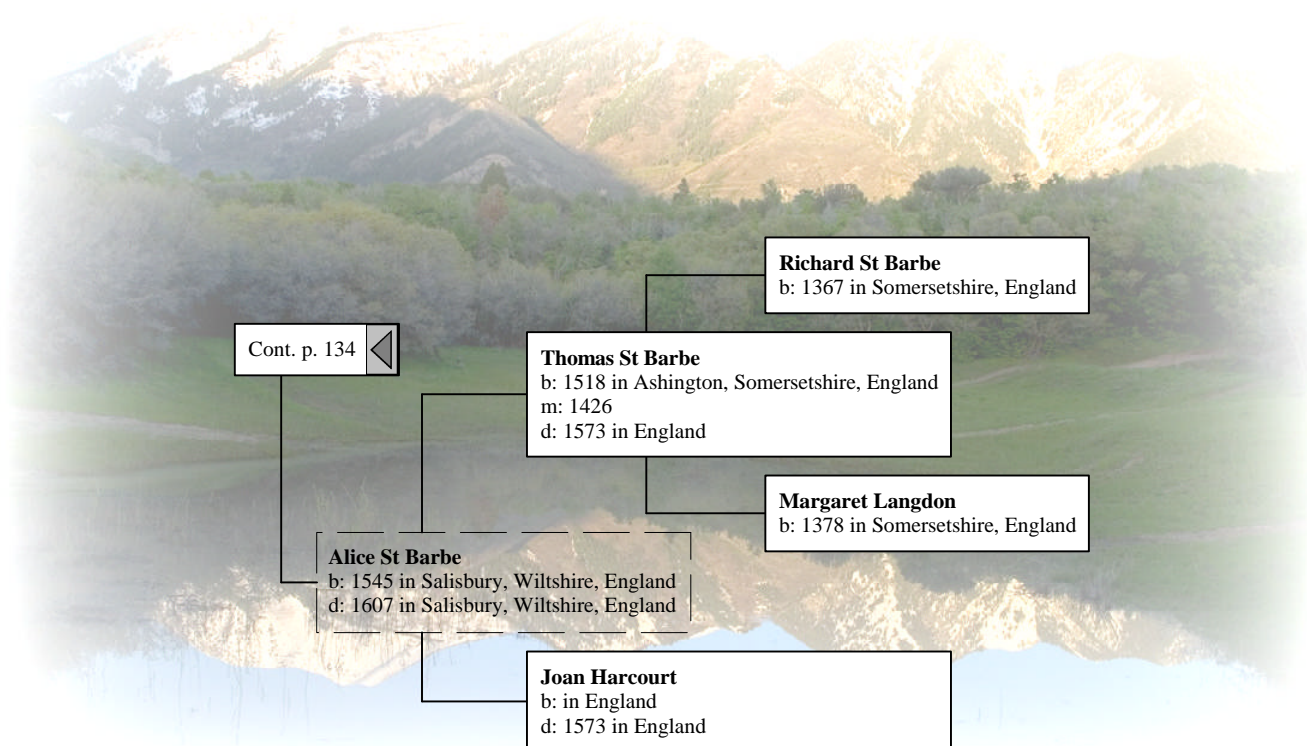 Richard St Barbe
b: 1367 in Somersetshire, England
Cont. p. 134
Thomas St Barbe
b: 1518 in Ashington, Somersetshire, England
m: 1426
d: 1573 in England
Margaret Langdon
b: 1378 in Somersetshire, England
Alice St Barbe
b: 1545 in Salisbury, Wiltshire, England
d: 1607 in Salisbury, Wiltshire, England
Joan Harcourt
b: in England
d: 1573 in England